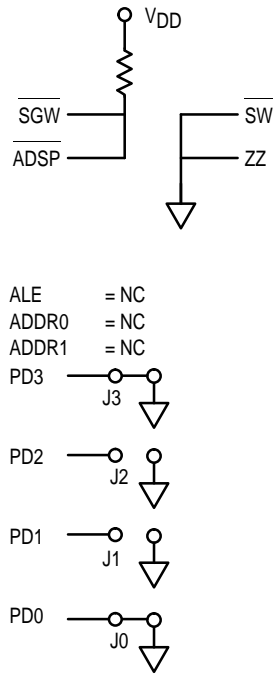 VDD
SGW
SW
ADSP
ZZ
ALE = NC
ADDR0 = NC
ADDR1 = NC
PD3
J3
PD2
J2
PD1
J1
PD0
J0